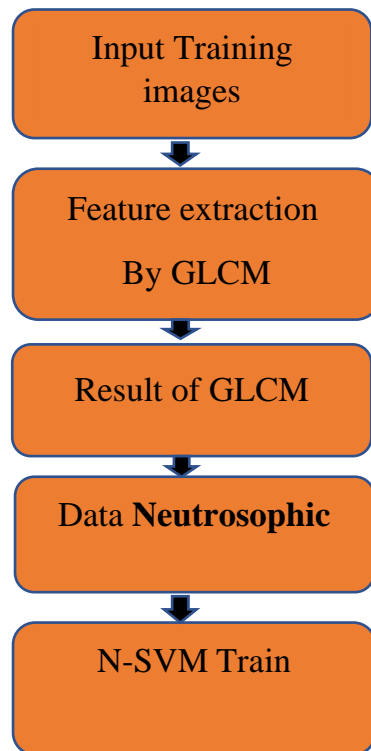 Input Training
images
Feature extraction
By GLCM
Result of GLCM
Data Neutrosophic
N-SVM Train